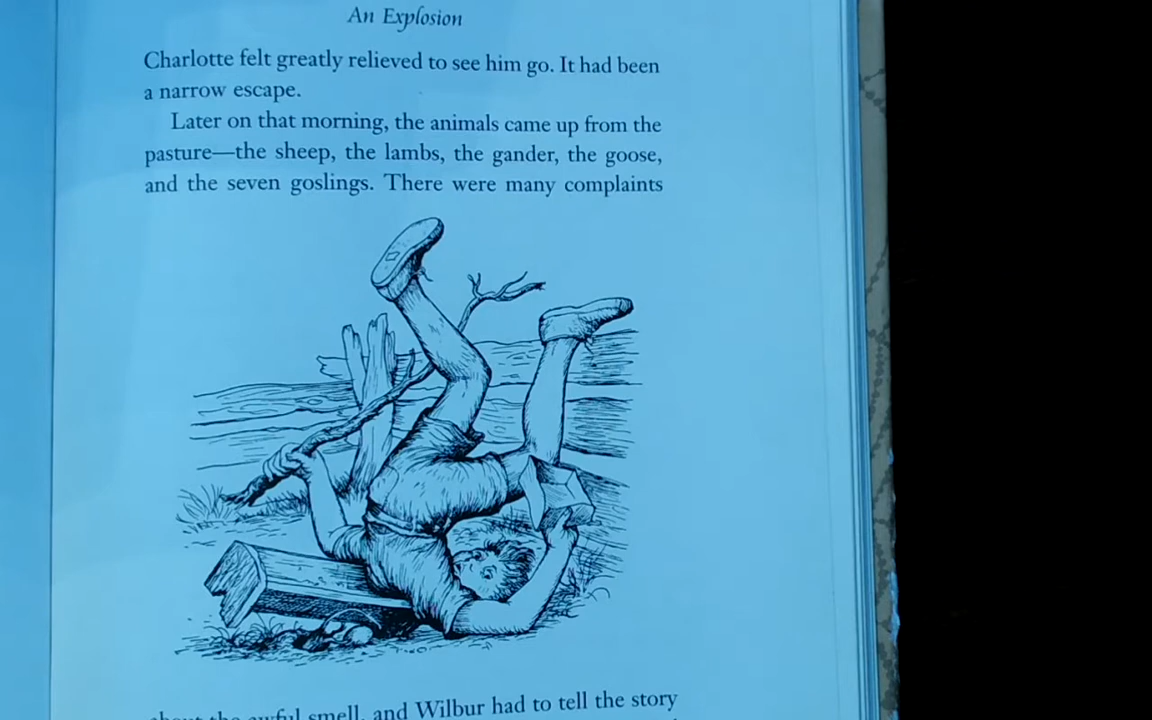 An Explosion
Charlotte felt greatly relieved to see him go. It had been
a narrow escape.
Later on that morning, the animals came up from the
pasture—the sheep, the lambs, the gander, the goose,
and the seven goslings. There were many complaints
about the awful smell, and Wilbur had to tell the story